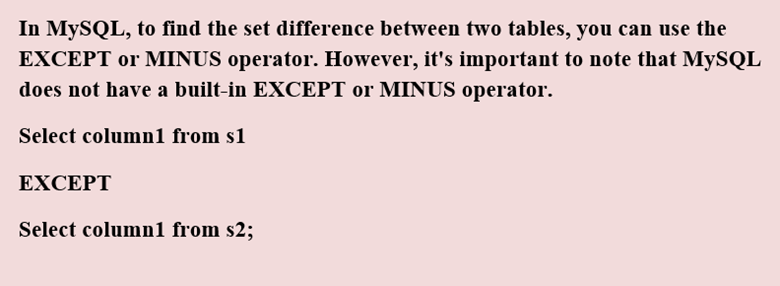 In MySQL, to find the set difference between two tables, you can use the
EXCEPT or MINUS operator. However, it's important to note that MySQL
does not have a built-in EXCEPT or MINUS operator.
Select column1 from s1
EXCEPT
Select column1 from s2;